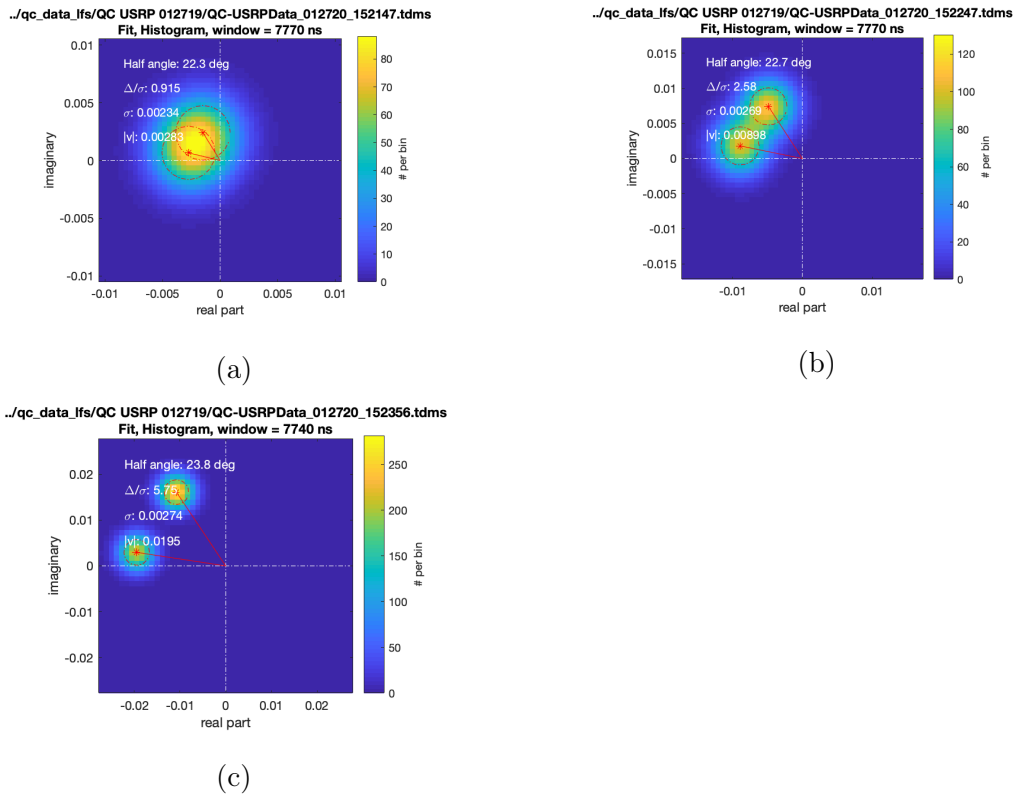 ../qc_data_lfs/QC USRP 012719/QC-USRPData_012720_152147.tdms
Fit, Histogram, window = 7770 ns
0.01
0.005
0
-0.005
-0.01
imaginary
Half angle: 22.3 deg
Δ/σ: 0.915
σ: 0.00234
|v|: 0.00283
-0.01
-0.005
0
0.005
0.01
real part
80
70
60
50
40
30
20
10
0
# per bin
(a)
../qc_data_lfs/QC USRP 012719/QC-USRPData_012720_152247.tdms
Fit, Histogram, window = 7770 ns
0.015
0.01
0.005
0
-0.005
-0.01
-0.015
imaginary
Half angle: 22.7 deg
Δ/σ: 2.58
σ: 0.00269
|v|: 0.00898
-0.01
0
0.01
real part
120
100
80
60
40
20
0
# per bin
(b)
../qc_data_lfs/QC USRP 012719/QC-USRPData_012720_152356.tdms
Fit, Histogram, window = 7740 ns
0.02
0.01
0
-0.01
-0.02
imaginary
Half angle: 23.8 deg
Δ/σ: 5.75
σ: 0.00274
|v|: 0.0195
-0.02
-0.01
0
0.01
0.02
real part
250
200
150
100
50
0
# per bin
(c)